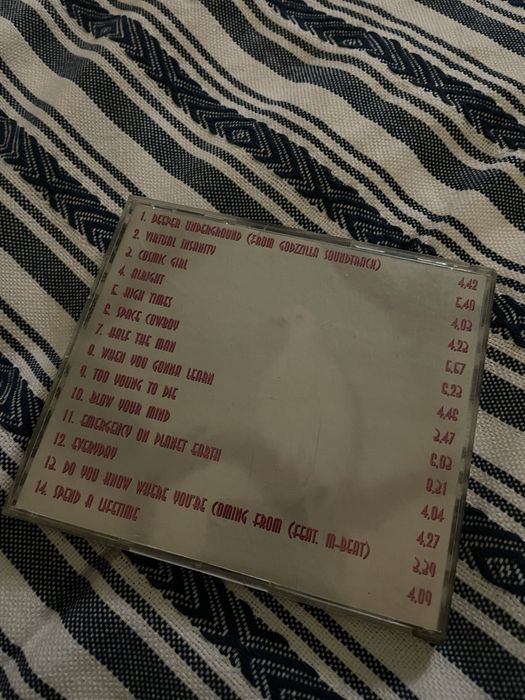 1. DEEPER UNDERGROUND (FROM GODZZILLA SOUNDTRACK) 4,42
2. VIRTUAL INSANITY 5,40
3. COSMIC GIRL 4,03
4. ALRIGHT 4,23
5. HIGH TIMES 5,57
6. SPACE COWBOY 6,23
7. HALF THE MAN 4,48
8. WHEN YOU GONNA LEARN 3,47
9. TOO YOUNG TO DIE 6,03
10. BLOW YOUR MIND 8,31
11. EMERGENCY ON PLANET EARTH 4,04
12. EVERYDAY 4,27
13. DO YOU KNOW WHERE YOU'RE COMING FROM (FEAT. M-BEAT) 3,39
14. SPEND A LIFETIME 4,09